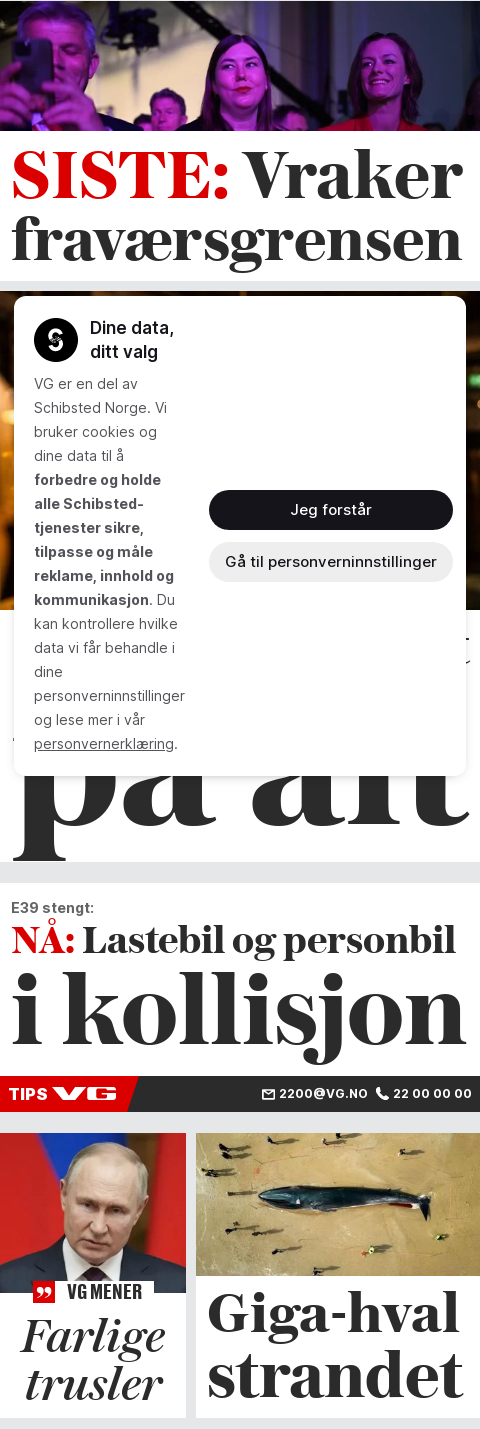 SISTE: Vraker
fraværsgrensen
Dine data,
ditt valg
VG er en del av
Schibsted Norge. Vi
bruker cookies og
dine data til å
forbedre og holde
alle Schibsted-
tjenester sikre,
tilpasse og måle
reklame, innhold og
kommunikasjon. Du
kan kontrollere hvilke
data vi får behandle i
dine
personverninnstillinger
og lese mer i vår
personvernerklæring.
Jeg forstår
Gå til personverninnstillinger
på alt
E39 stengt:
NÅ: Lastebil og personbil
i kollisjon
TIPS VG
2200@VG.NO 22 00 00 00
VG MENER
Farlige
trusler
Giga-hval
strandet